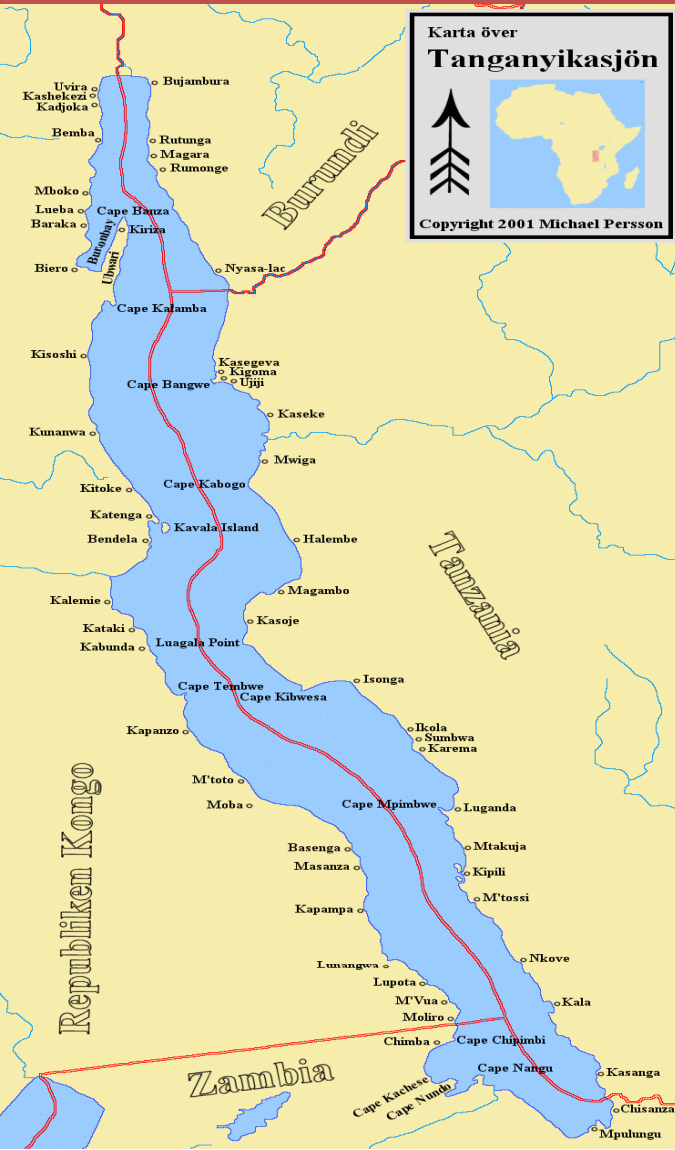 Karta över
Tanganyikasjön
Copyright 2001 Michael Persson
Uvira
Bujambura
Kashekezi
Kadjoka
Bemba
Rutunga
Magara
Rumonge
Burundi
Mboko
Lueba
Cape Banza
Baraka
Kiriza
Butonbay
Ubwari
Biero
Nyasa-lac
Cape Kalamba
Kisoshi
Kasegeva
Kigoma
Cape Bangwe
Ujiji
Kaseke
Kunanwa
Mwiga
Kitoke
Cape Kabogo
Katenga
Kavala Island
Bendela
Halembe
Tanzamia
Magambo
Kalemie
Kasoje
Kataki
Luagala Point
Kabunda
Isonga
Cape Tembwe
Cape Kibwesa
Kapanzo
Ikola
Sumbwa
Karema
M'toto
Moba
Cape Mpimbwe
Luganda
Republiken Kongo
Basenga
Mtakuja
Masanza
Kipili
M'tossi
Kapampa
Lunangwa
Nkove
Lupota
M'Vua
Kala
Moliro
Chimba
Cape Chipimbi
Cape Nangu
Kasanga
Zambia
Cape Kachese
Cape Nundo
Chisanza
Mpulungu